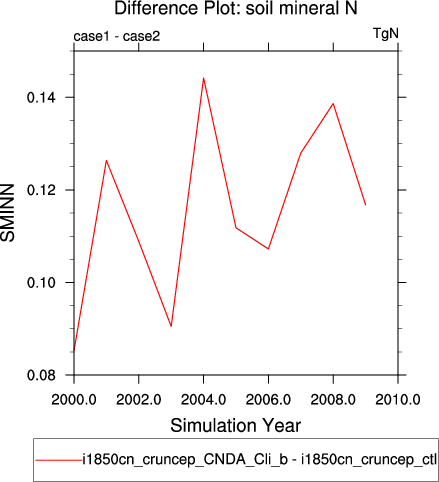 Difference Plot: soil mineral N
case1 - case2
TgN
0.14
0.12
0.10
0.08
SMINN
2000.0 2002.0 2004.0 2006.0 2008.0 2010.0
Simulation Year
i1850cn_cruncep_CNDA_Cli_b - i1850cn_cruncep_ctl